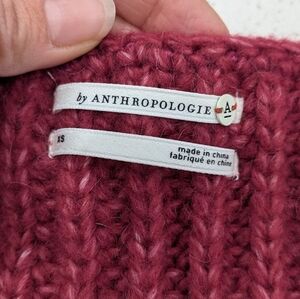 by ANTHROPOLOGIE A
XS
made in china
fabriqué en chine